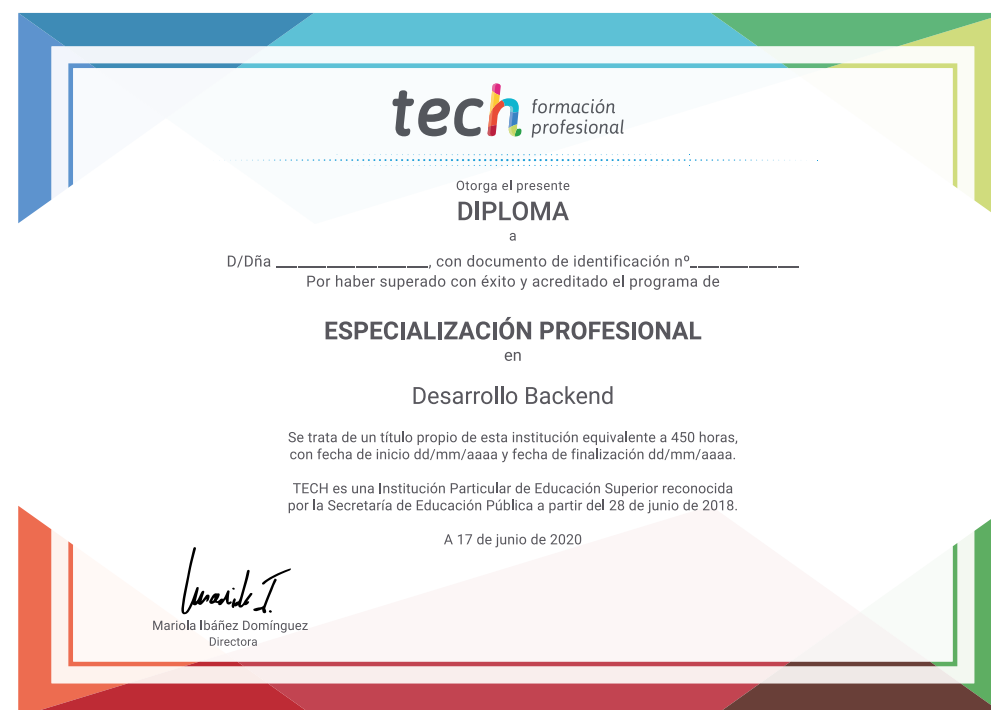 tech formación
profesional
Otorga el presente
DIPLOMA
a
D/Dña ____________________, con documento de identificación nº______________
Por haber superado con éxito y acreditado el programa de
ESPECIALIZACIÓN PROFESIONAL
en
Desarrollo Backend
Se trata de un título propio de esta institución equivalente a 450 horas,
con fecha de inicio dd/mm/aaaa y fecha de finalización dd/mm/aaaa.
TECH es una Institución Particular de Educación Superior reconocida
por la Secretaría de Educación Pública a partir del 28 de junio de 2018.
A 17 de junio de 2020
Mariola Ibáñez Domínguez
Directora